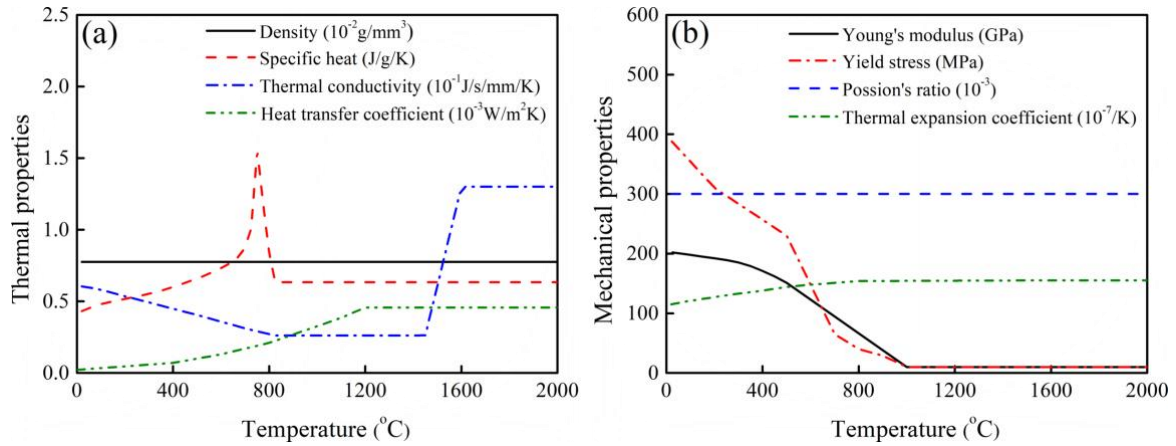 (a)
Density (10⁻²g/mm³)
Specific heat (J/g/K)
Thermal conductivity (10⁻¹J/s/mm/K)
Heat transfer coefficient (10⁻³W/m²K)
2.5
2.0
1.5
1.0
0.5
0.0
Thermal properties
0 400 800 1200 1600 2000
Temperature (°C)
(b)
Young's modulus (GPa)
Yield stress (MPa)
Possion's ratio (10⁻³)
Thermal expansion coefficient (10⁻⁷/K)
600
500
400
300
200
100
0
Mechanical properties
0 400 800 1200 1600 2000
Temperature (°C)